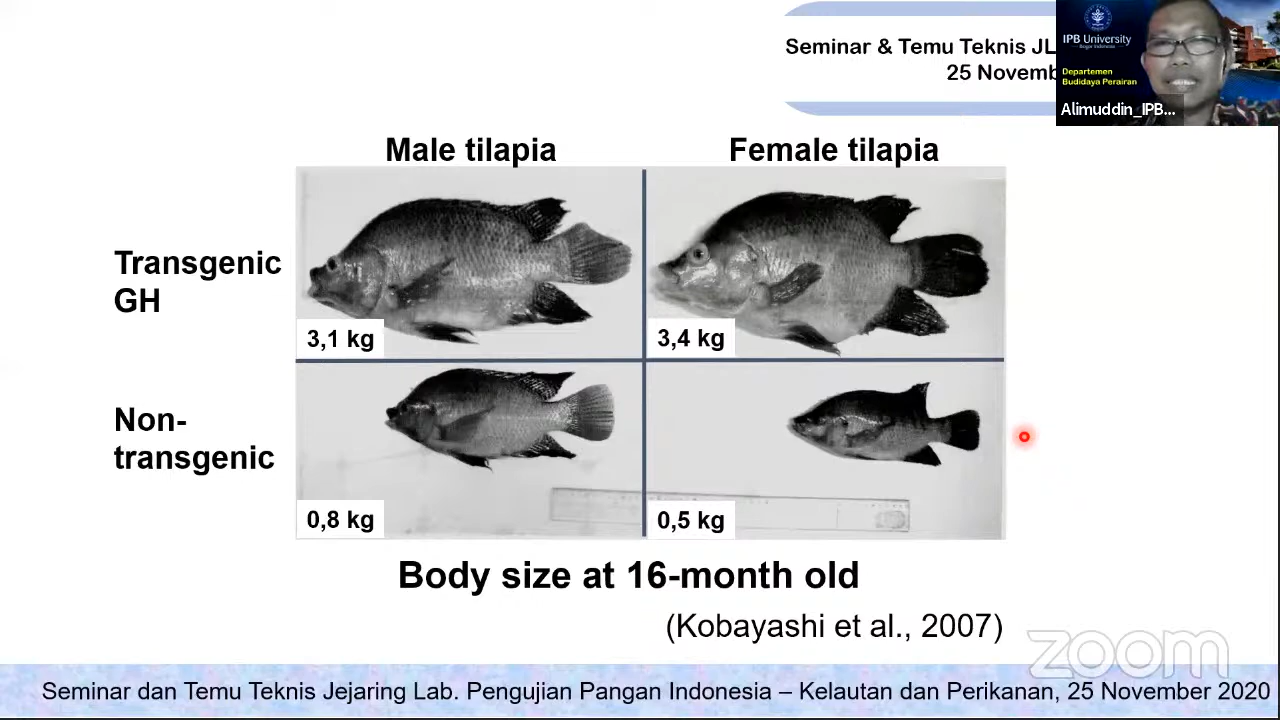 Seminar & Temu Teknis JL
25 Novemb
IPB University
Bogor Indonesia
Departemen
Budidaya Perairan
Alimuddin_IPB...
Male tilapia
Female tilapia
Transgenic
GH
3,1 kg
3,4 kg
Non-
transgenic
0,8 kg
0,5 kg
Body size at 16-month old
(Kobayashi et al., 2007)
zoom
Seminar dan Temu Teknis Jejaring Lab. Pengujian Pangan Indonesia – Kelautan dan Perikanan, 25 November 2020